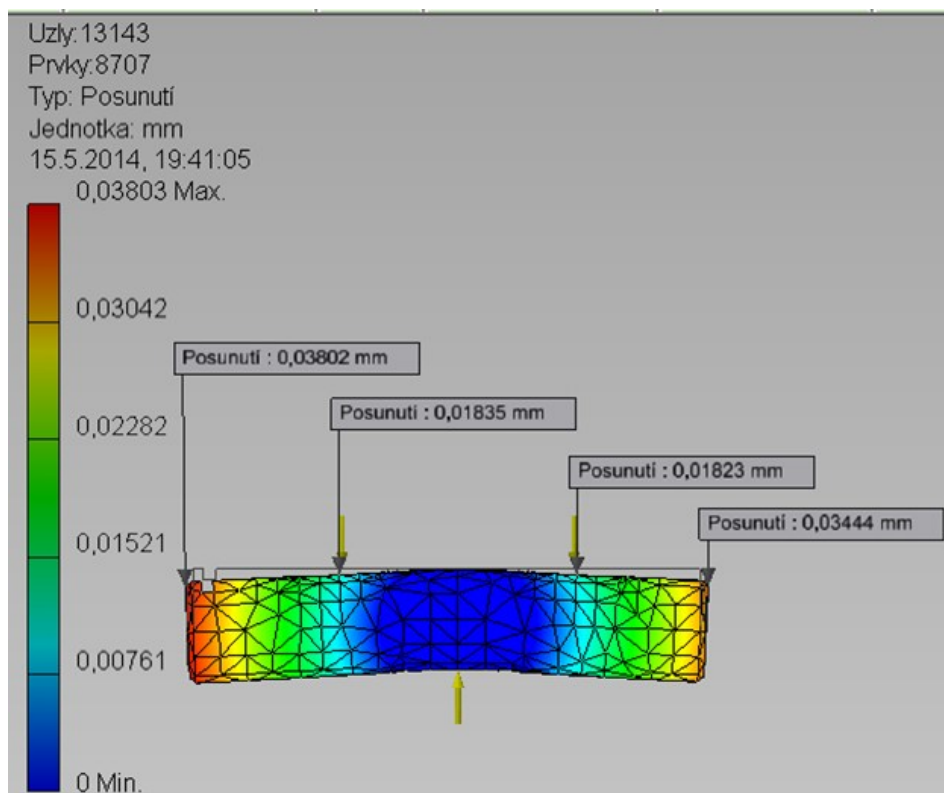 Uzly:13143
Prvky:8707
Typ: Posunutí
Jednotka: mm
15.5.2014, 19:41:05
0,03803 Max.
0,03042
0,02282
0,01521
0,00761
0 Min.
Posunutí : 0,03802 mm
Posunutí : 0,01835 mm
Posunutí : 0,01823 mm
Posunutí : 0,03444 mm